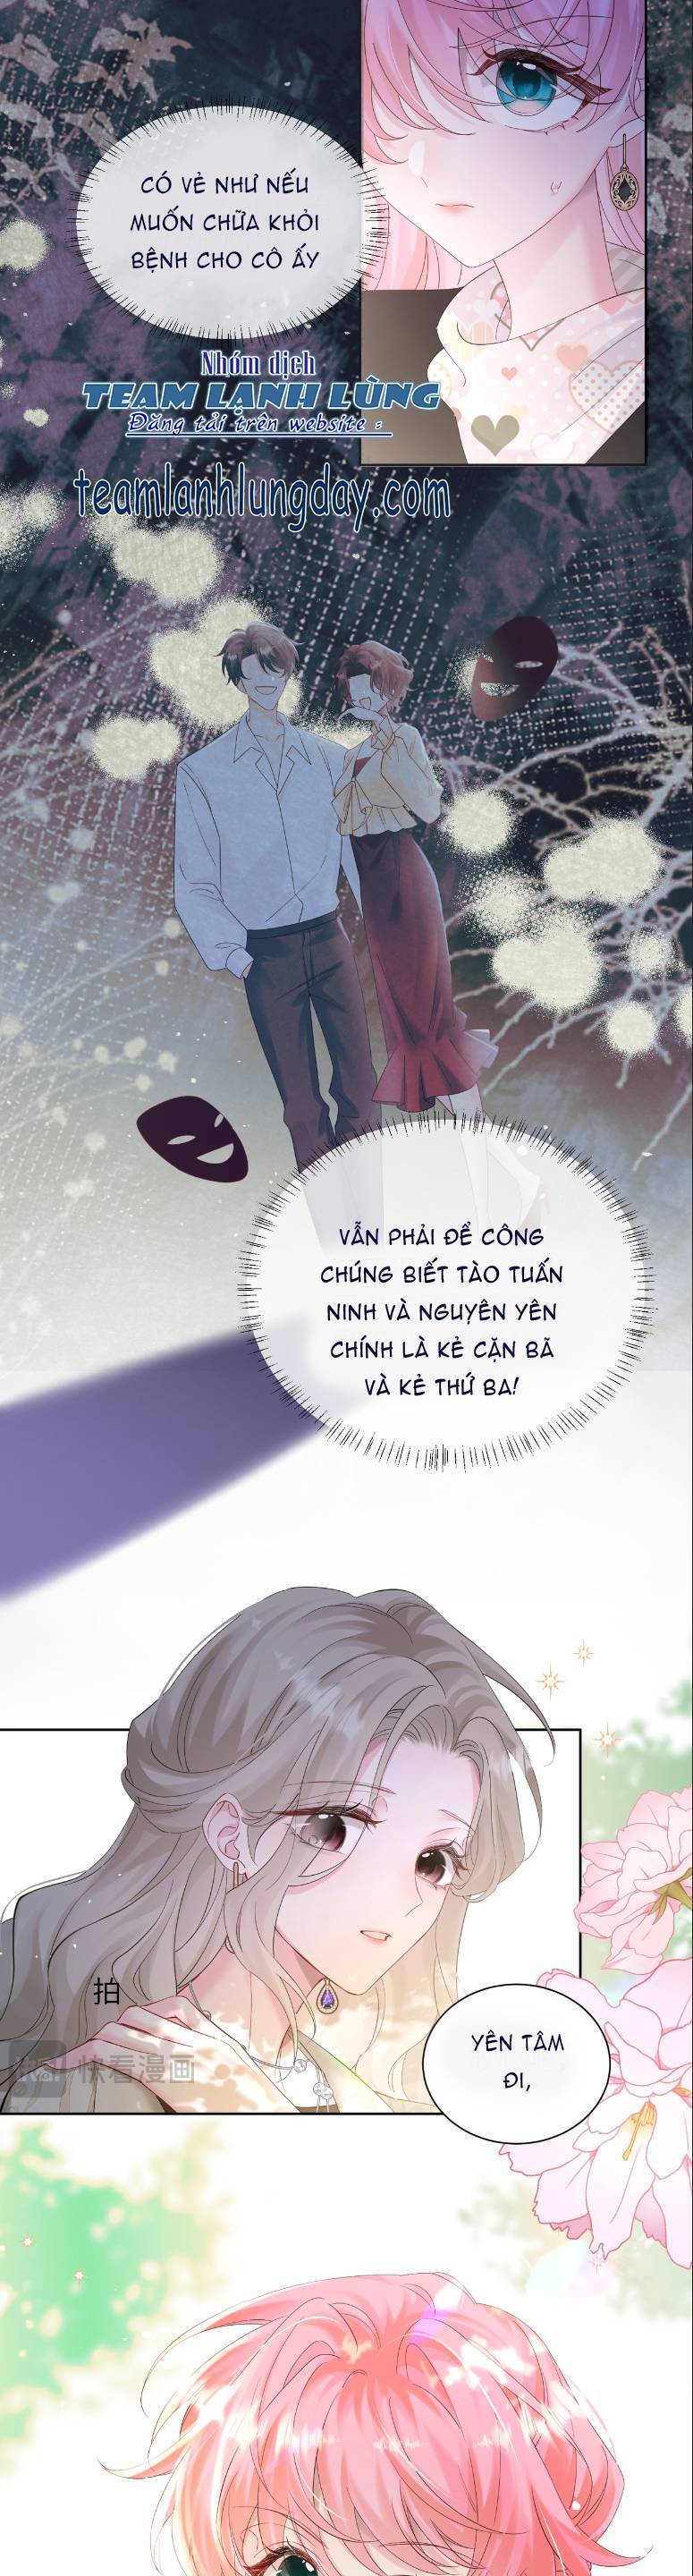 CÓ VẺ NHƯ NẾU
MUỐN CHỮA KHỎI
BỆNH CHO CÔ ẤY
Nhóm dịch
TEAM LẠNH LÙNG
Đăng tải trên website :
teamlanhlungday.com
VẪN PHẢI ĐỂ CÔNG
CHÚNG BIẾT TÀO TUẤN
NINH VÀ NGUYÊN YÊN
CHÍNH LÀ KẺ CẶN BÃ
VÀ KẺ THỨ BA!
拍
快看漫画
YÊN TÂM
ĐI,